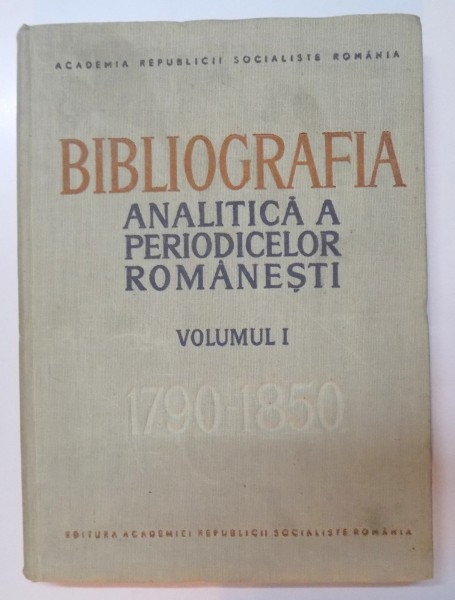 ACADEMIA REPUBLICII SOCIALISTE ROMÂNIA
BIBLIOGRAFIA
ANALITICĂ A
PERIODICELOR
ROMÂNEȘTI
VOLUMUL I
1790-1850
EDITURA ACADEMIEI REPUBLICII SOCIALISTE ROMÂNIA